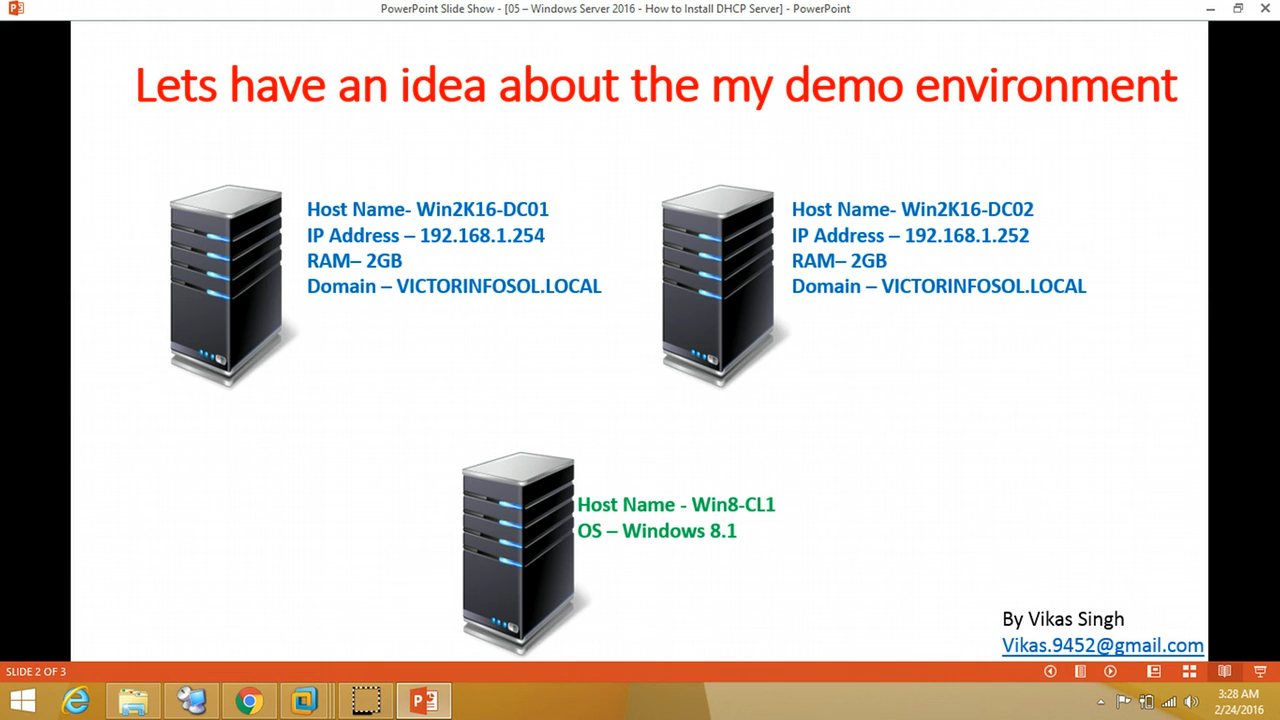 PowerPoint Slide Show - [05 – Windows Server 2016 - How to Install DHCP Server] - PowerPoint
Lets have an idea about the my demo environment
Host Name- Win2K16-DC01
IP Address – 192.168.1.254
RAM– 2GB
Domain – VICTORINFOSOL.LOCAL
Host Name- Win2K16-DC02
IP Address – 192.168.1.252
RAM– 2GB
Domain – VICTORINFOSOL.LOCAL
Host Name - Win8-CL1
OS – Windows 8.1
By Vikas Singh
Vikas.9452@gmail.com
SLIDE 2 OF 3
3:28 AM
2/24/2016